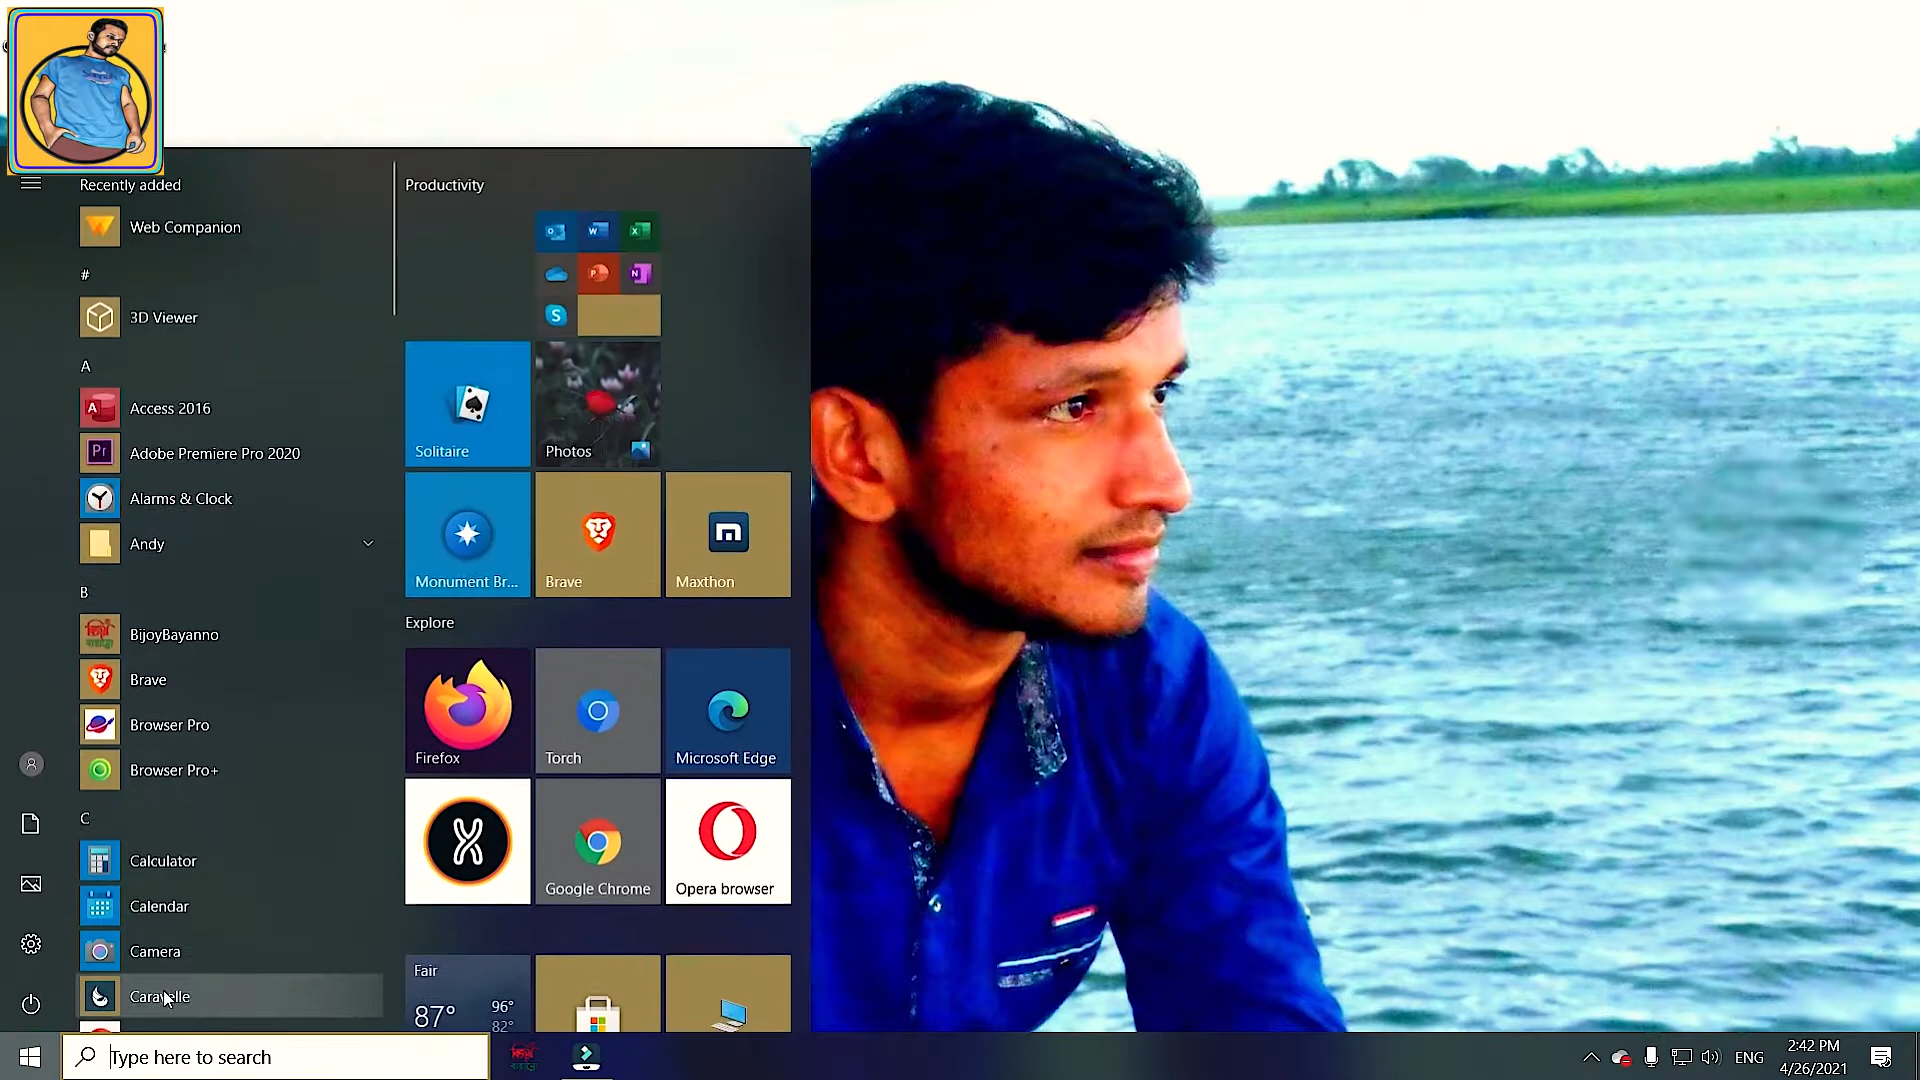 Recently added
Web Companion
#
3D Viewer
A
Access 2016
Adobe Premiere Pro 2020
Alarms & Clock
Andy
B
BijoyBayanno
Brave
Browser Pro
Browser Pro+
C
Calculator
Calendar
Camera
Caravelle
Productivity
Solitaire
Photos
Monument Br...
Brave
Maxthon
Explore
Firefox
Torch
Microsoft Edge
Google Chrome
Opera browser
Fair
87°
96°
82°
Type here to search
ENG
2:42 PM
4/26/2021